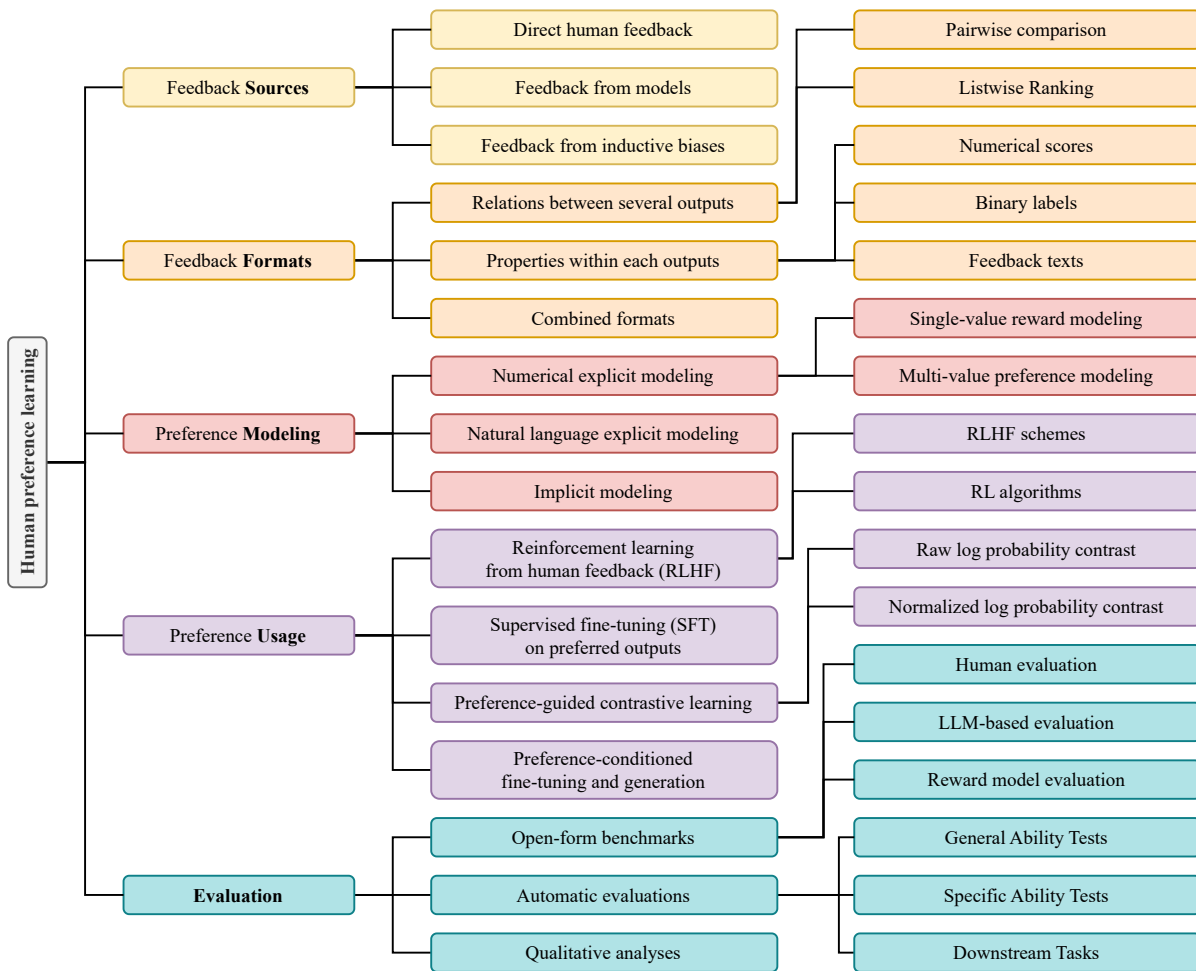 Human preference learning
Feedback Sources
Direct human feedback
Feedback from models
Feedback from inductive biases
Feedback Formats
Relations between several outputs
Pairwise comparison
Listwise Ranking
Properties within each outputs
Numerical scores
Binary labels
Feedback texts
Combined formats
Preference Modeling
Numerical explicit modeling
Single-value reward modeling
Multi-value preference modeling
Natural language explicit modeling
Implicit modeling
Preference Usage
Reinforcement learning
from human feedback (RLHF)
RLHF schemes
RL algorithms
Supervised fine-tuning (SFT)
on preferred outputs
Preference-guided contrastive learning
Raw log probability contrast
Normalized log probability contrast
Preference-conditioned
fine-tuning and generation
Evaluation
Open-form benchmarks
Human evaluation
LLM-based evaluation
Reward model evaluation
Automatic evaluations
General Ability Tests
Specific Ability Tests
Downstream Tasks
Qualitative analyses